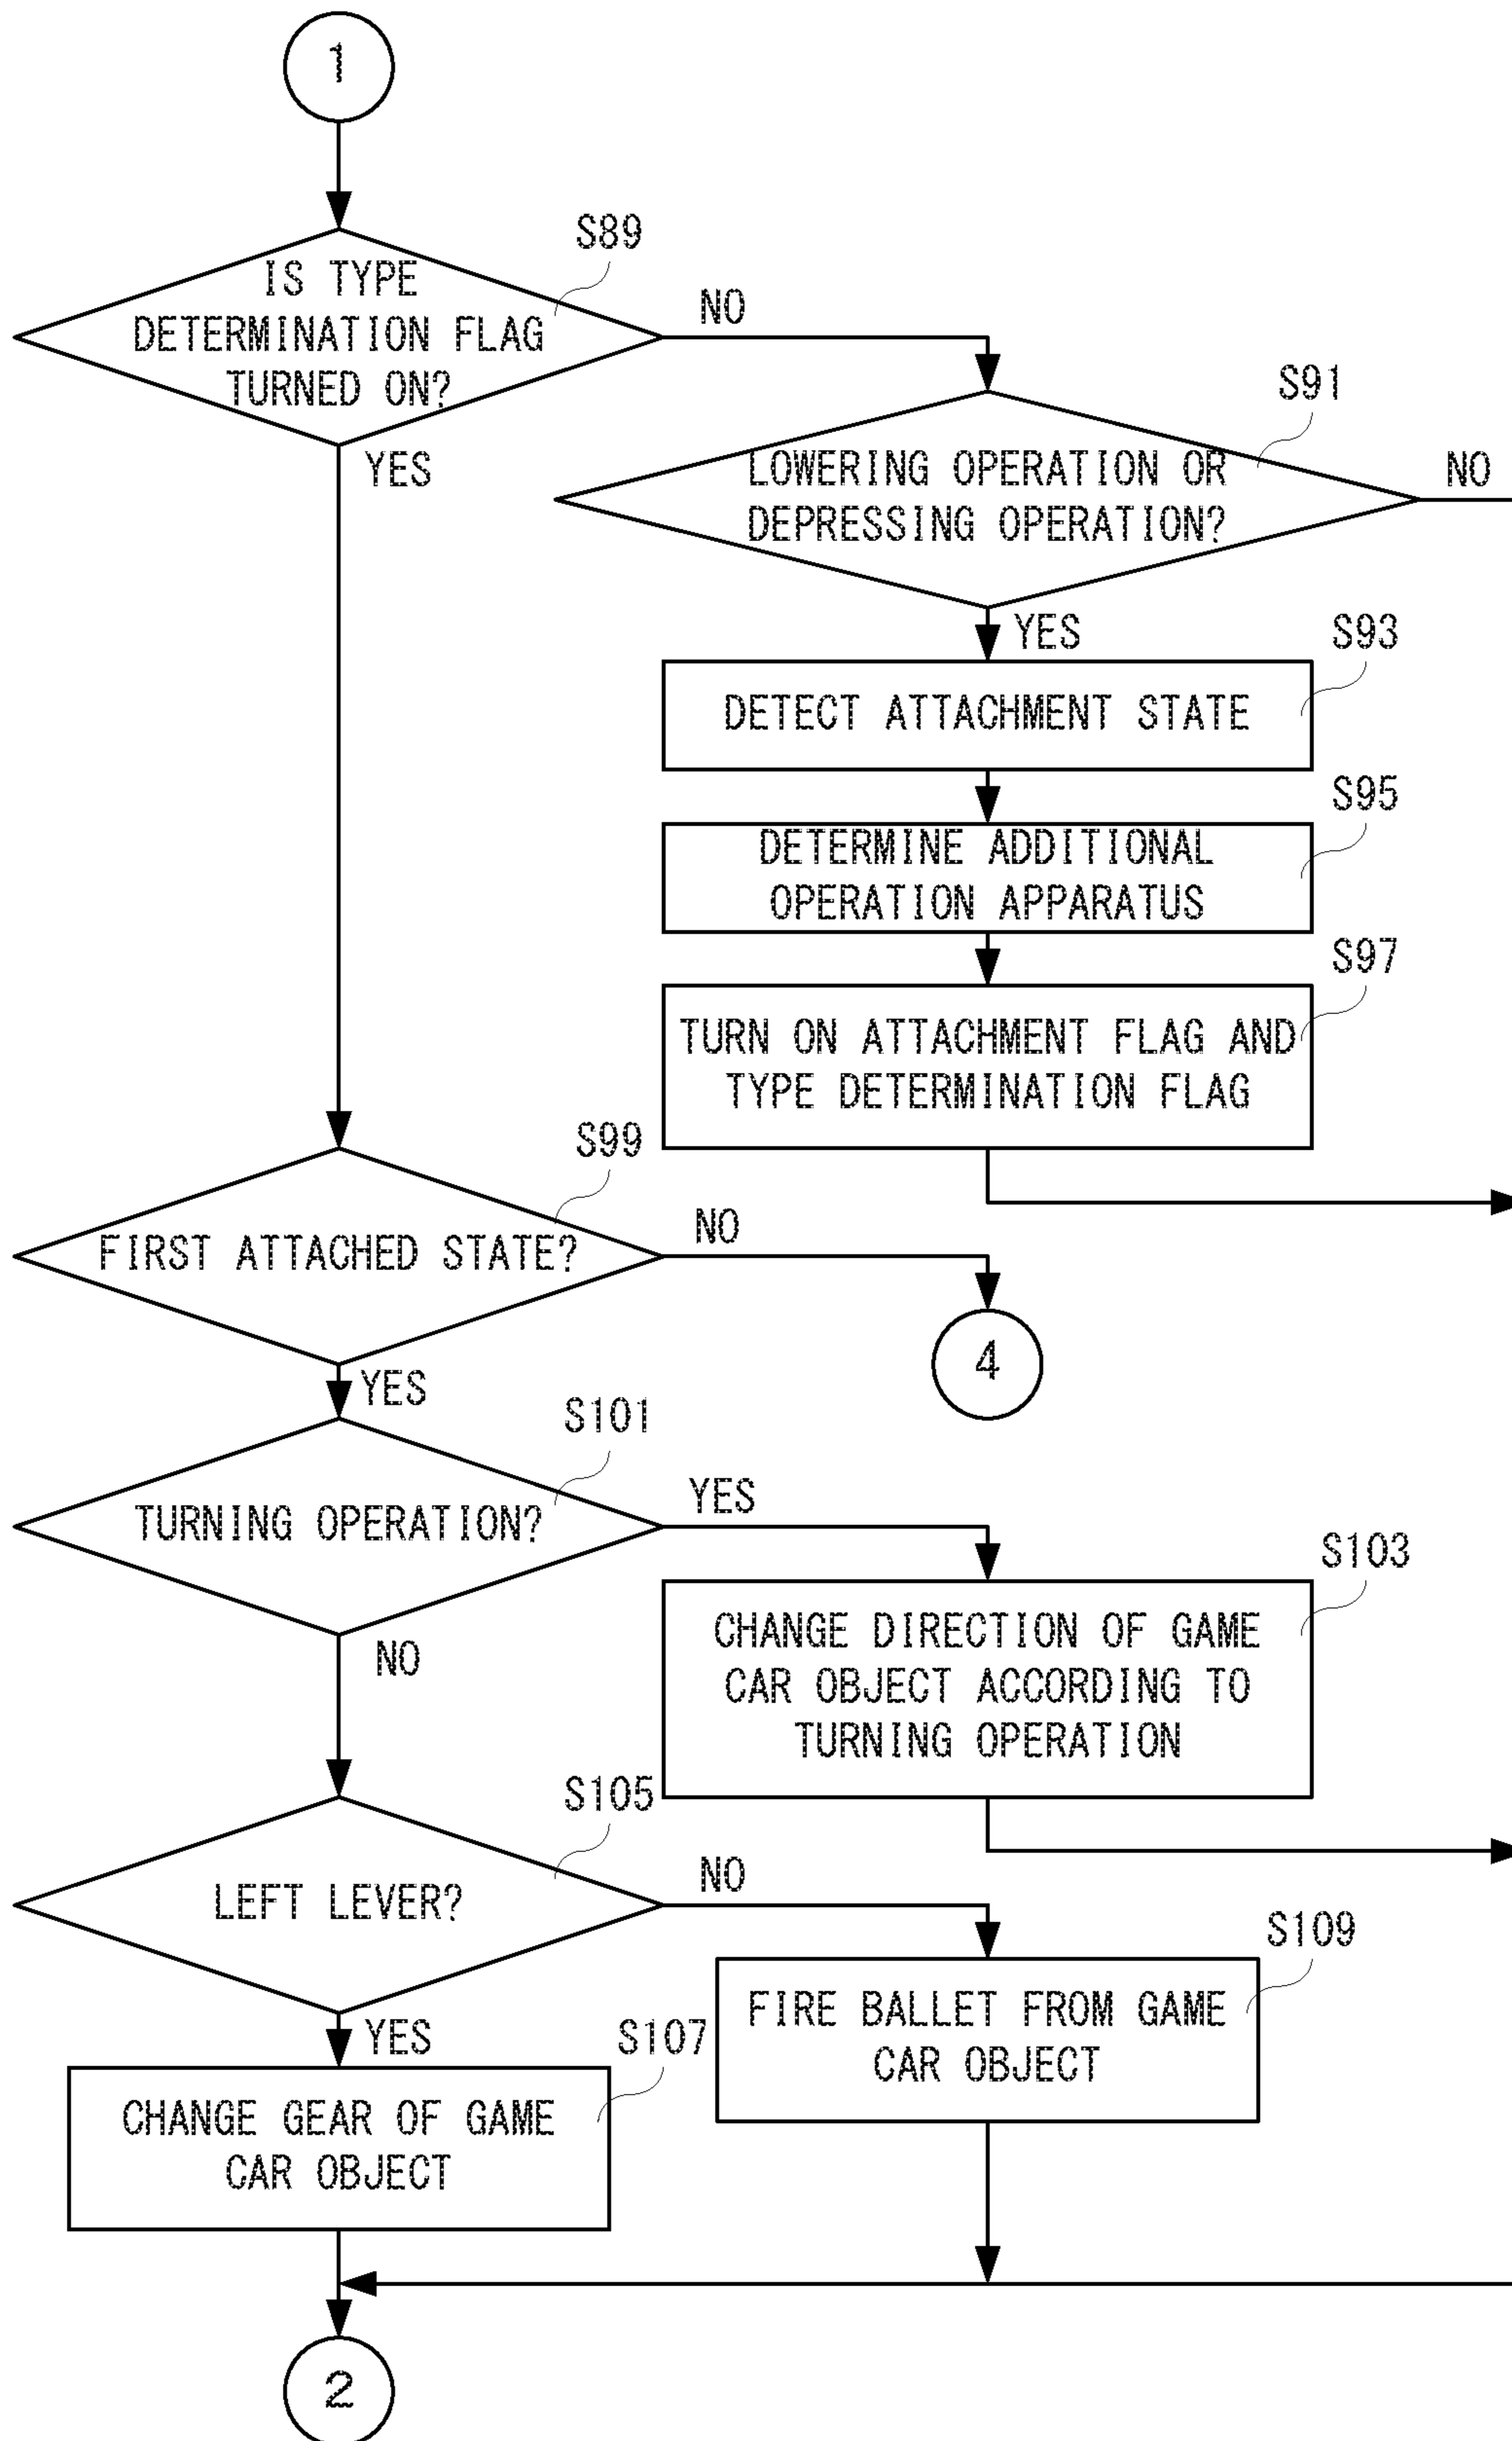 1
S89
IS TYPE
DETERMINATION FLAG
TURNED ON?
NO
YES
S91
LOWERING OPERATION OR
DEPRESSING OPERATION?
NO
YES
S93
DETECT ATTACHMENT STATE
S95
DETERMINE ADDITIONAL
OPERATION APPARATUS
S97
TURN ON ATTACHMENT FLAG AND
TYPE DETERMINATION FLAG
S99
FIRST ATTACHED STATE?
NO
4
YES
S101
TURNING OPERATION?
YES
NO
S103
CHANGE DIRECTION OF GAME
CAR OBJECT ACCORDING TO
TURNING OPERATION
S105
LEFT LEVER?
NO
YES
S109
FIRE BALLET FROM GAME
CAR OBJECT
S107
CHANGE GEAR OF GAME
CAR OBJECT
2